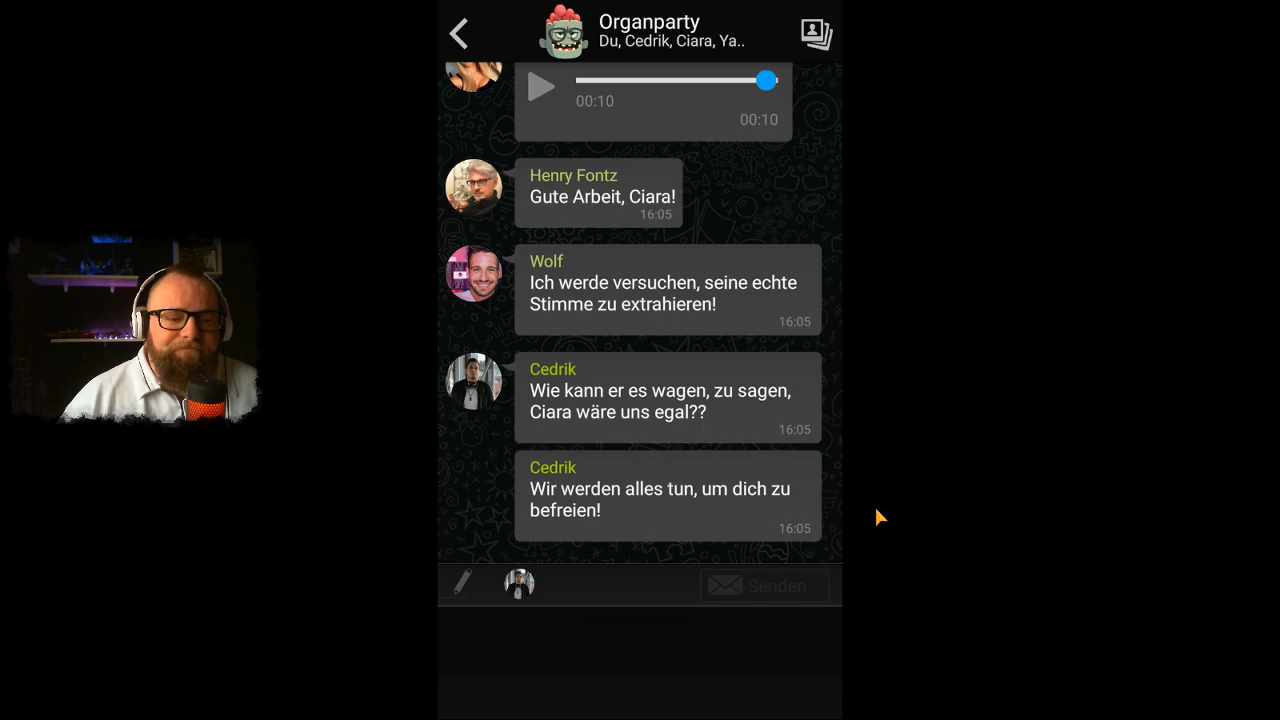 Organparty
Du, Cedrik, Ciara, Ya..
00:10
00:10
Henry Fontz
Gute Arbeit, Ciara!
16:05
Wolf
Ich werde versuchen, seine echte
Stimme zu extrahieren!
16:05
Cedrik
Wie kann er es wagen, zu sagen,
Ciara wäre uns egal??
16:05
Cedrik
Wir werden alles tun, um dich zu
befreien!
16:05
Senden